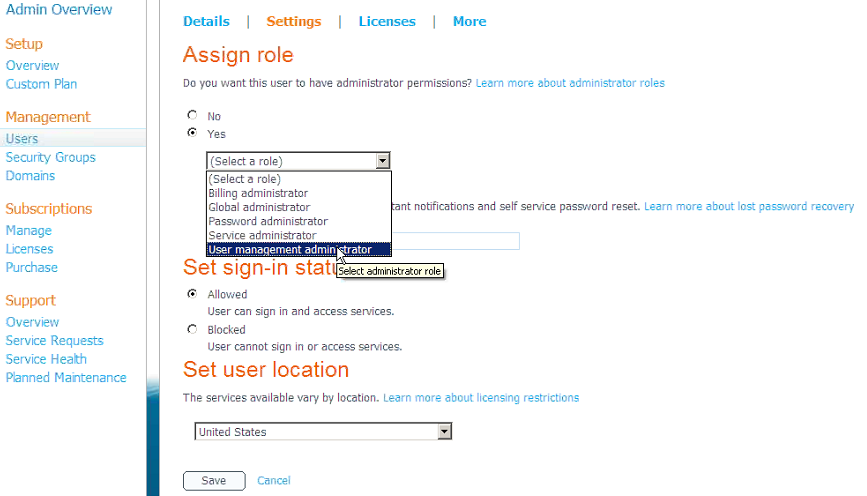 Admin Overview
Setup
Overview
Custom Plan
Management
Users
Security Groups
Domains
Subscriptions
Manage
Licenses
Purchase
Support
Overview
Service Requests
Service Health
Planned Maintenance
Details | Settings | Licenses | More
Assign role
Do you want this user to have administrator permissions? Learn more about administrator roles
No
Yes
(Select a role)
(Select a role)
Billing administrator
Global administrator
Password administrator
Service administrator
User management administrator
notifications and self service password reset. Learn more about lost password recovery
Select administrator role
Set sign-in
Allowed
User can sign in and access services.
Blocked
User cannot sign in or access services.
Set user location
The services available vary by location. Learn more about licensing restrictions
United States
Save Cancel